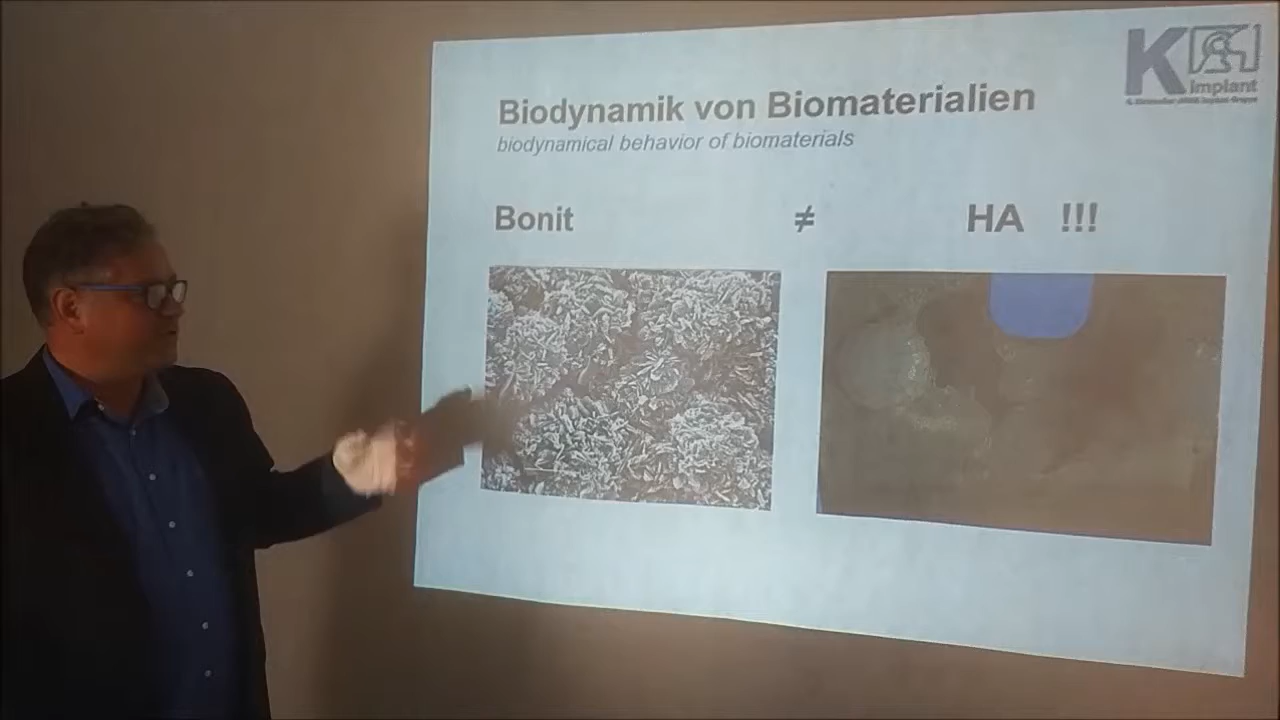 K
implant
Biodynamik von Biomaterialien
biodynamical behavior of biomaterials
Bonit ≠ HA !!!